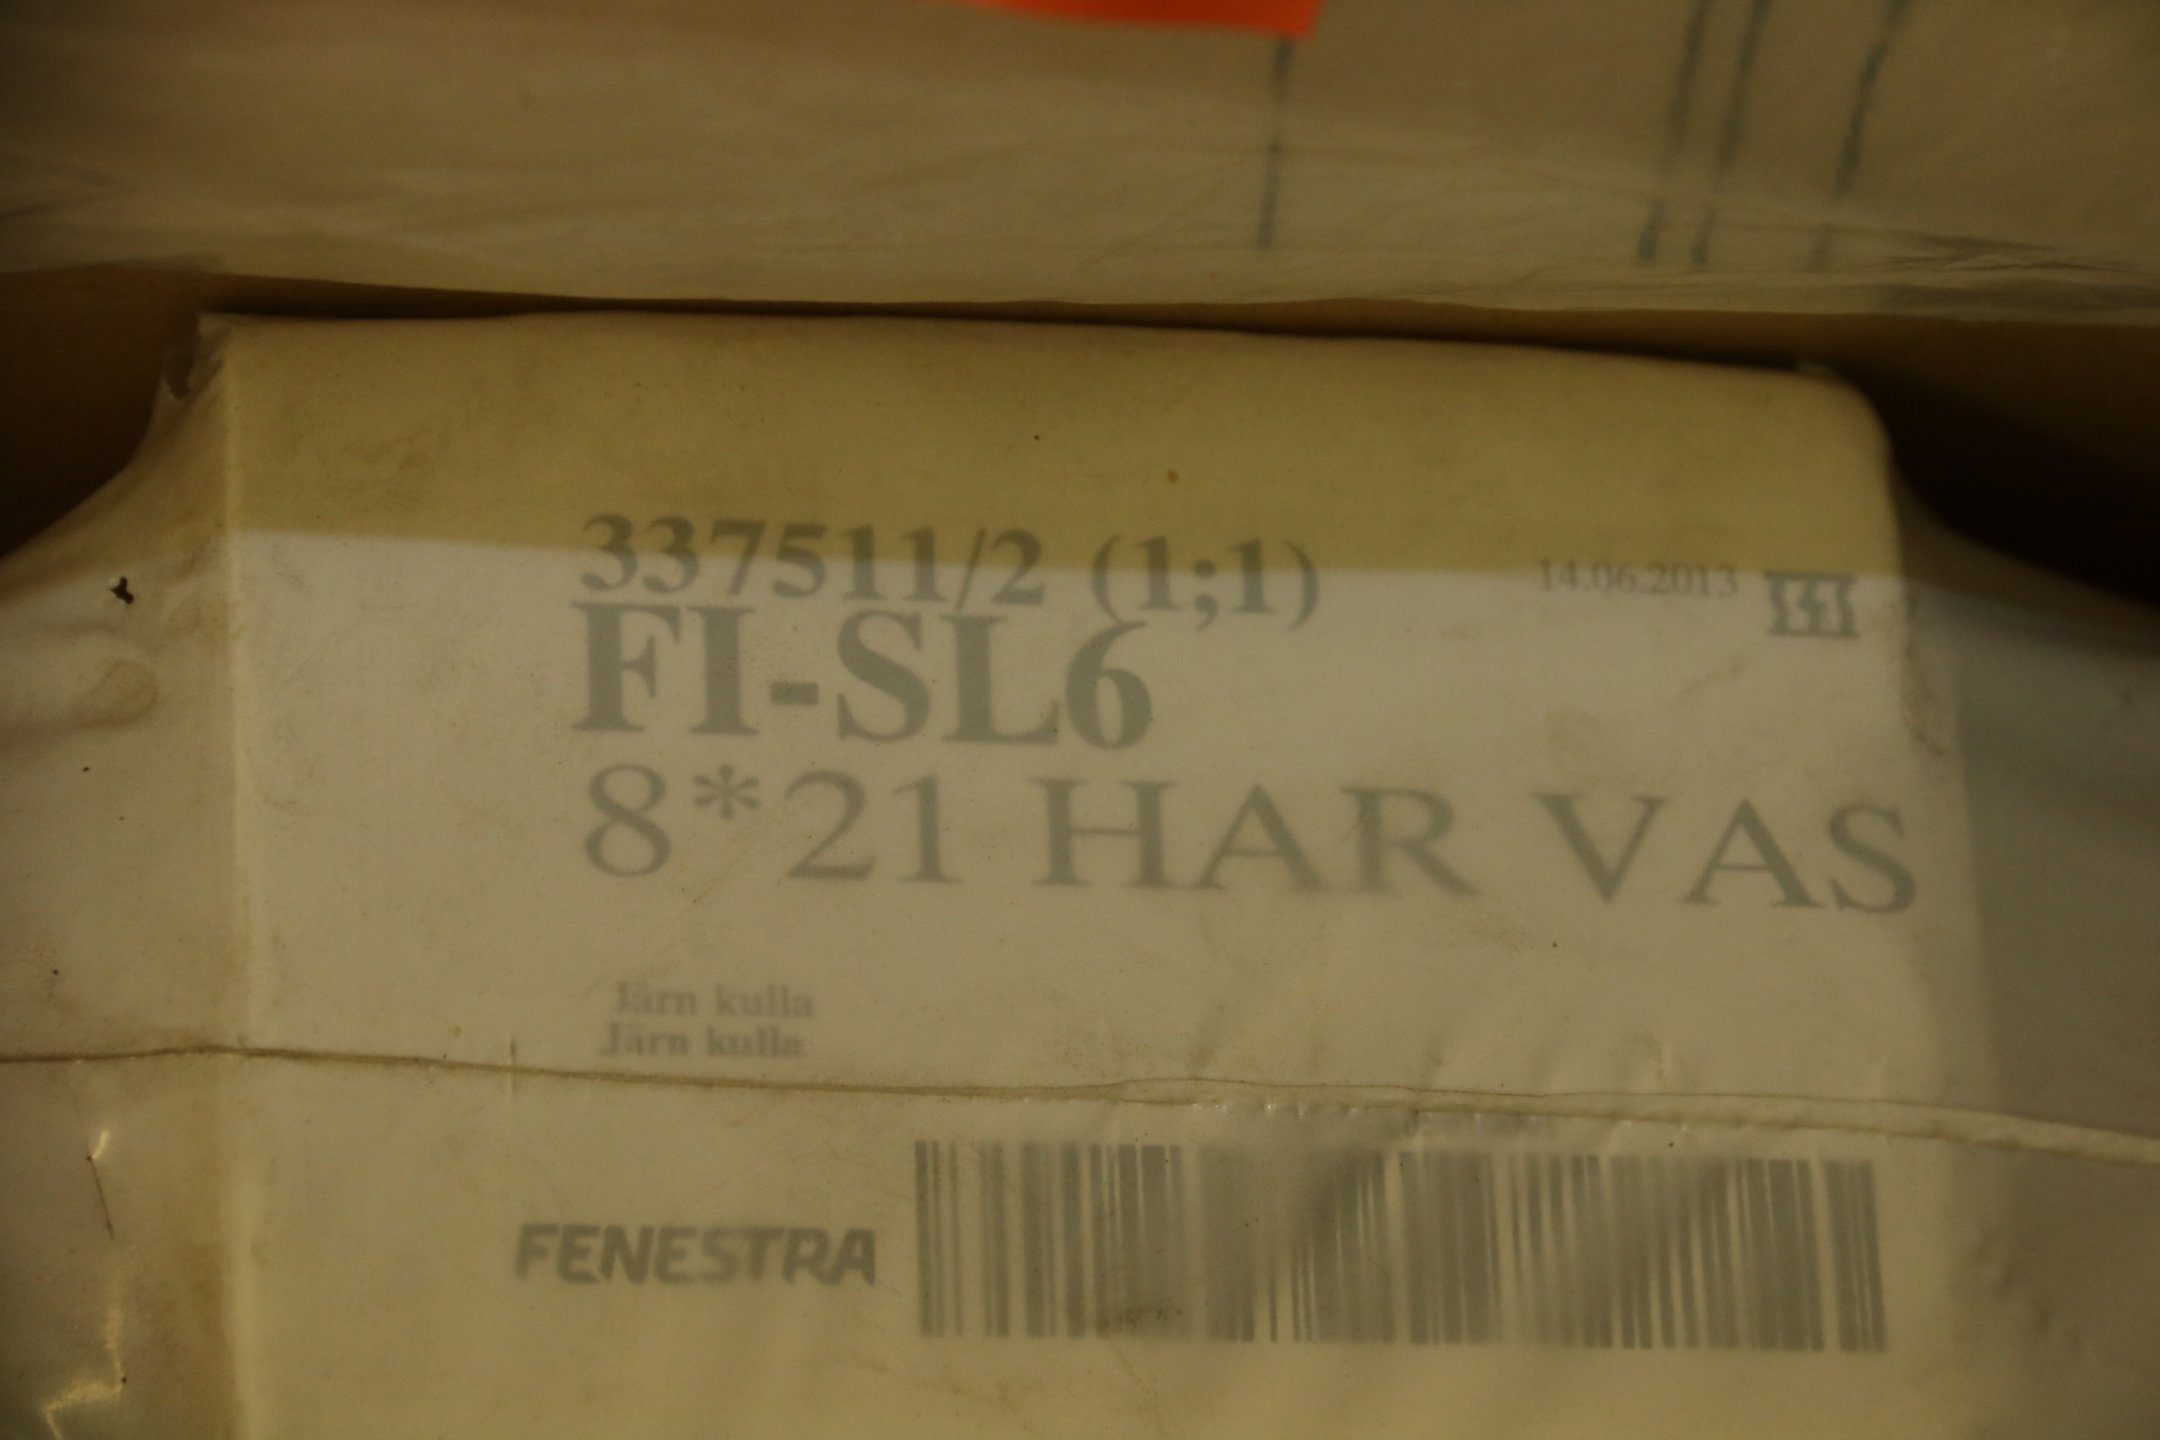 337511/2 (1;1) 14.06.2013
FI-SL6
8*21 HAR VAS
Järn kulla
Järn kulla
FENESTRA